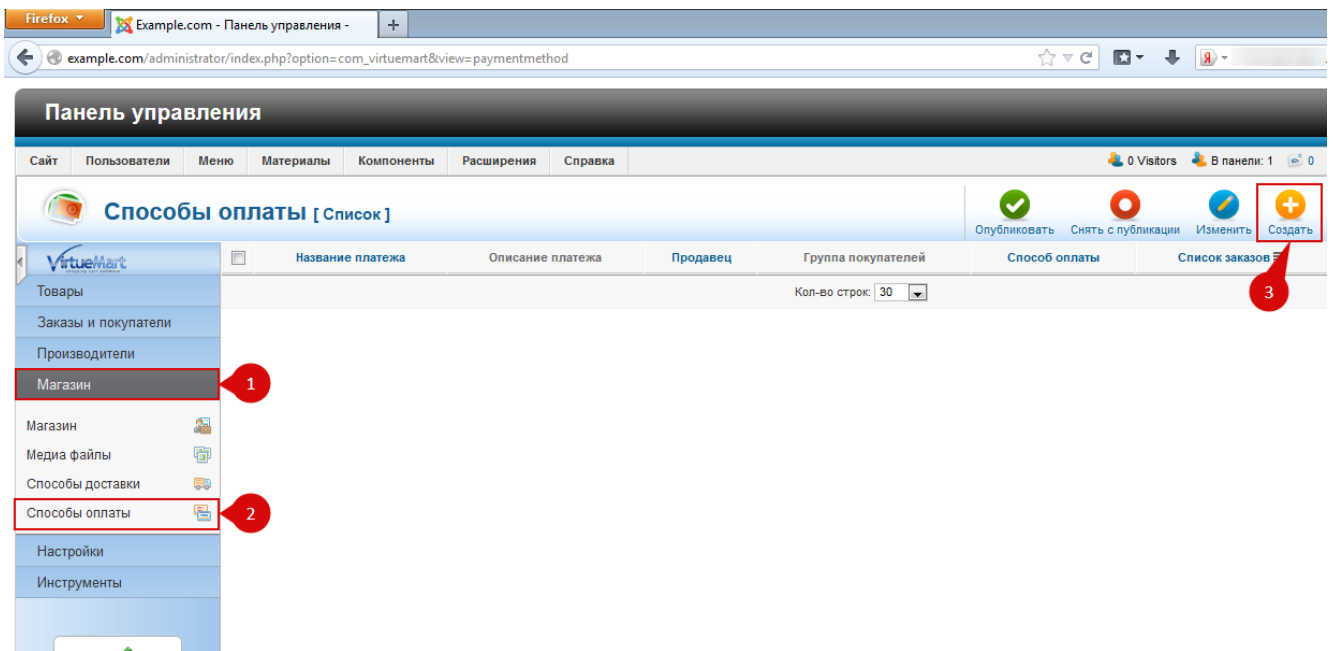 Firefox
Example.com - Панель управления -
example.com/administrator/index.php?option=com_virtuemart&view=paymentmethod
Я
Панель управления
Сайт Пользователи Меню Материалы Компоненты Расширения Справка 0 Visitors В панели: 1 0
Способы оплаты [ Список ]
Опубликовать Снять с публикации Изменить Создать
VirtueMart
Название платежа Описание платежа Продавец Группа покупателей Способ оплаты Список заказов
Товары
Кол-во строк: 30
3
Заказы и покупатели
Производители
Магазин
1
Магазин
Медиа файлы
Способы доставки
Способы оплаты
2
Настройки
Инструменты